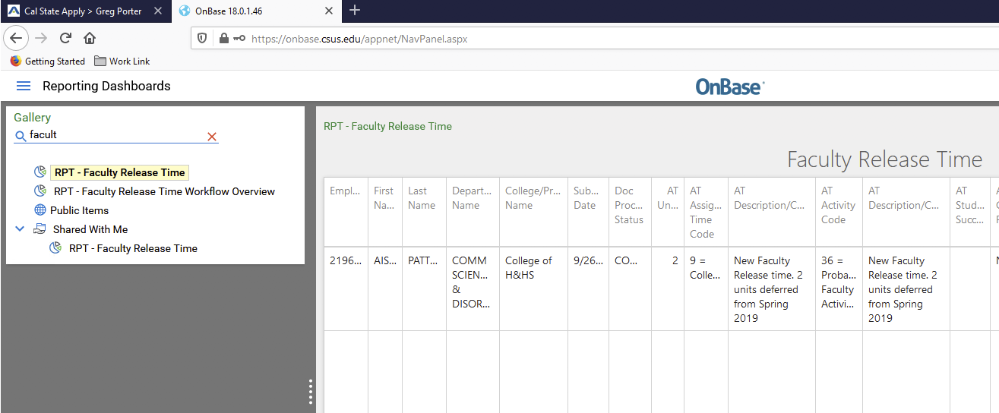 Cal State Apply > Greg Porter
OnBase 18.0.1.46
https://onbase.csus.edu/appnet/NavPanel.aspx
Getting Started
Work Link
Reporting Dashboards
OnBase
Gallery
facult
RPT - Faculty Release Time
RPT - Faculty Release Time Workflow Overview
Public Items
Shared With Me
RPT - Faculty Release Time
RPT - Faculty Release Time
Faculty Release Time
Empl...
First
Na...
Last
Name
Depart...
Name
College/Pr...
Name
Sub...
Date
Doc
Proc...
Status
AT
Un...
AT
Assig...
Time
Code
AT
Description/C...
AT
Activity
Code
AT
Description/C...
AT
Stud...
Succ...
2196...
AIS...
PATT...
COMM
SCIEN...
&
DISOR...
College of
H&HS
9/26...
CO...
2
9 =
Colle...
New Faculty
Release time. 2
units deferred
from Spring
2019
36 =
Proba...
Faculty
Activi...
New Faculty
Release time. 2
units deferred
from Spring
2019